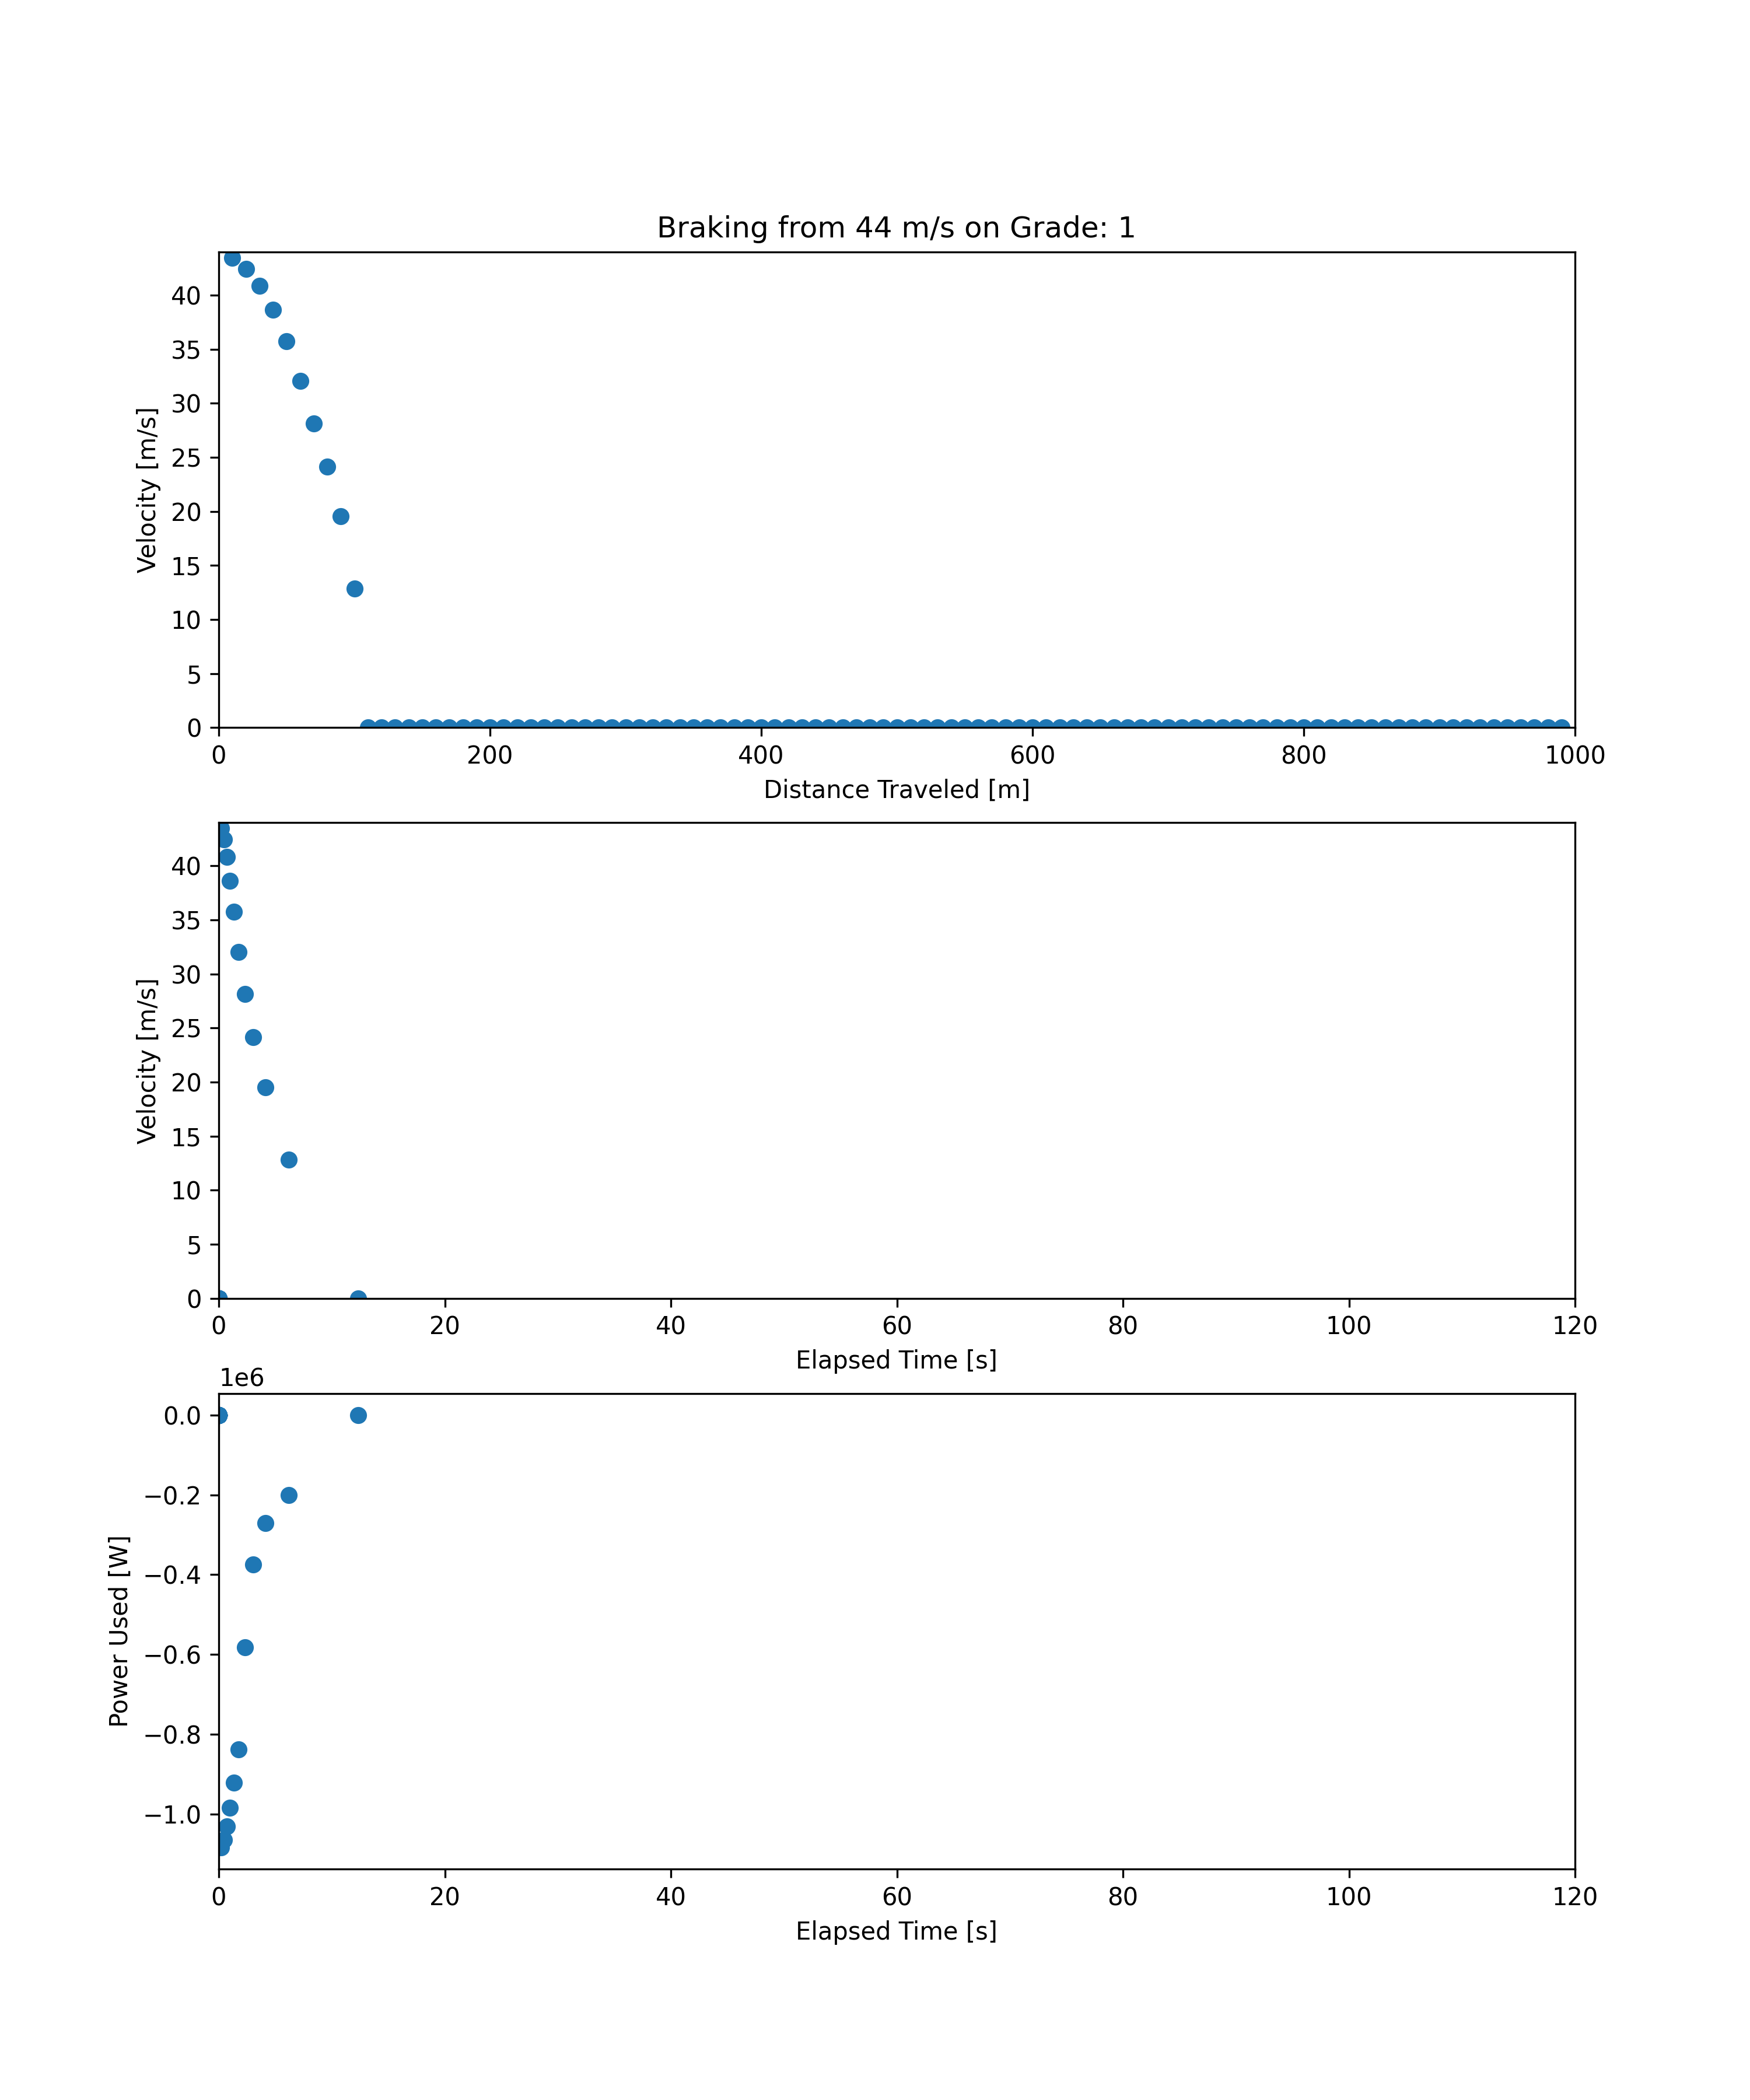 Braking from 44 m/s on Grade: 1
40
35
30
25
20
15
10
5
0
Velocity [m/s]
0 200 400 600 800 1000
Distance Traveled [m]
40
35
30
25
20
15
10
5
0
Velocity [m/s]
0 20 40 60 80 100 120
Elapsed Time [s]
1e6
0.0
−0.2
−0.4
−0.6
−0.8
−1.0
Power Used [W]
0 20 40 60 80 100 120
Elapsed Time [s]